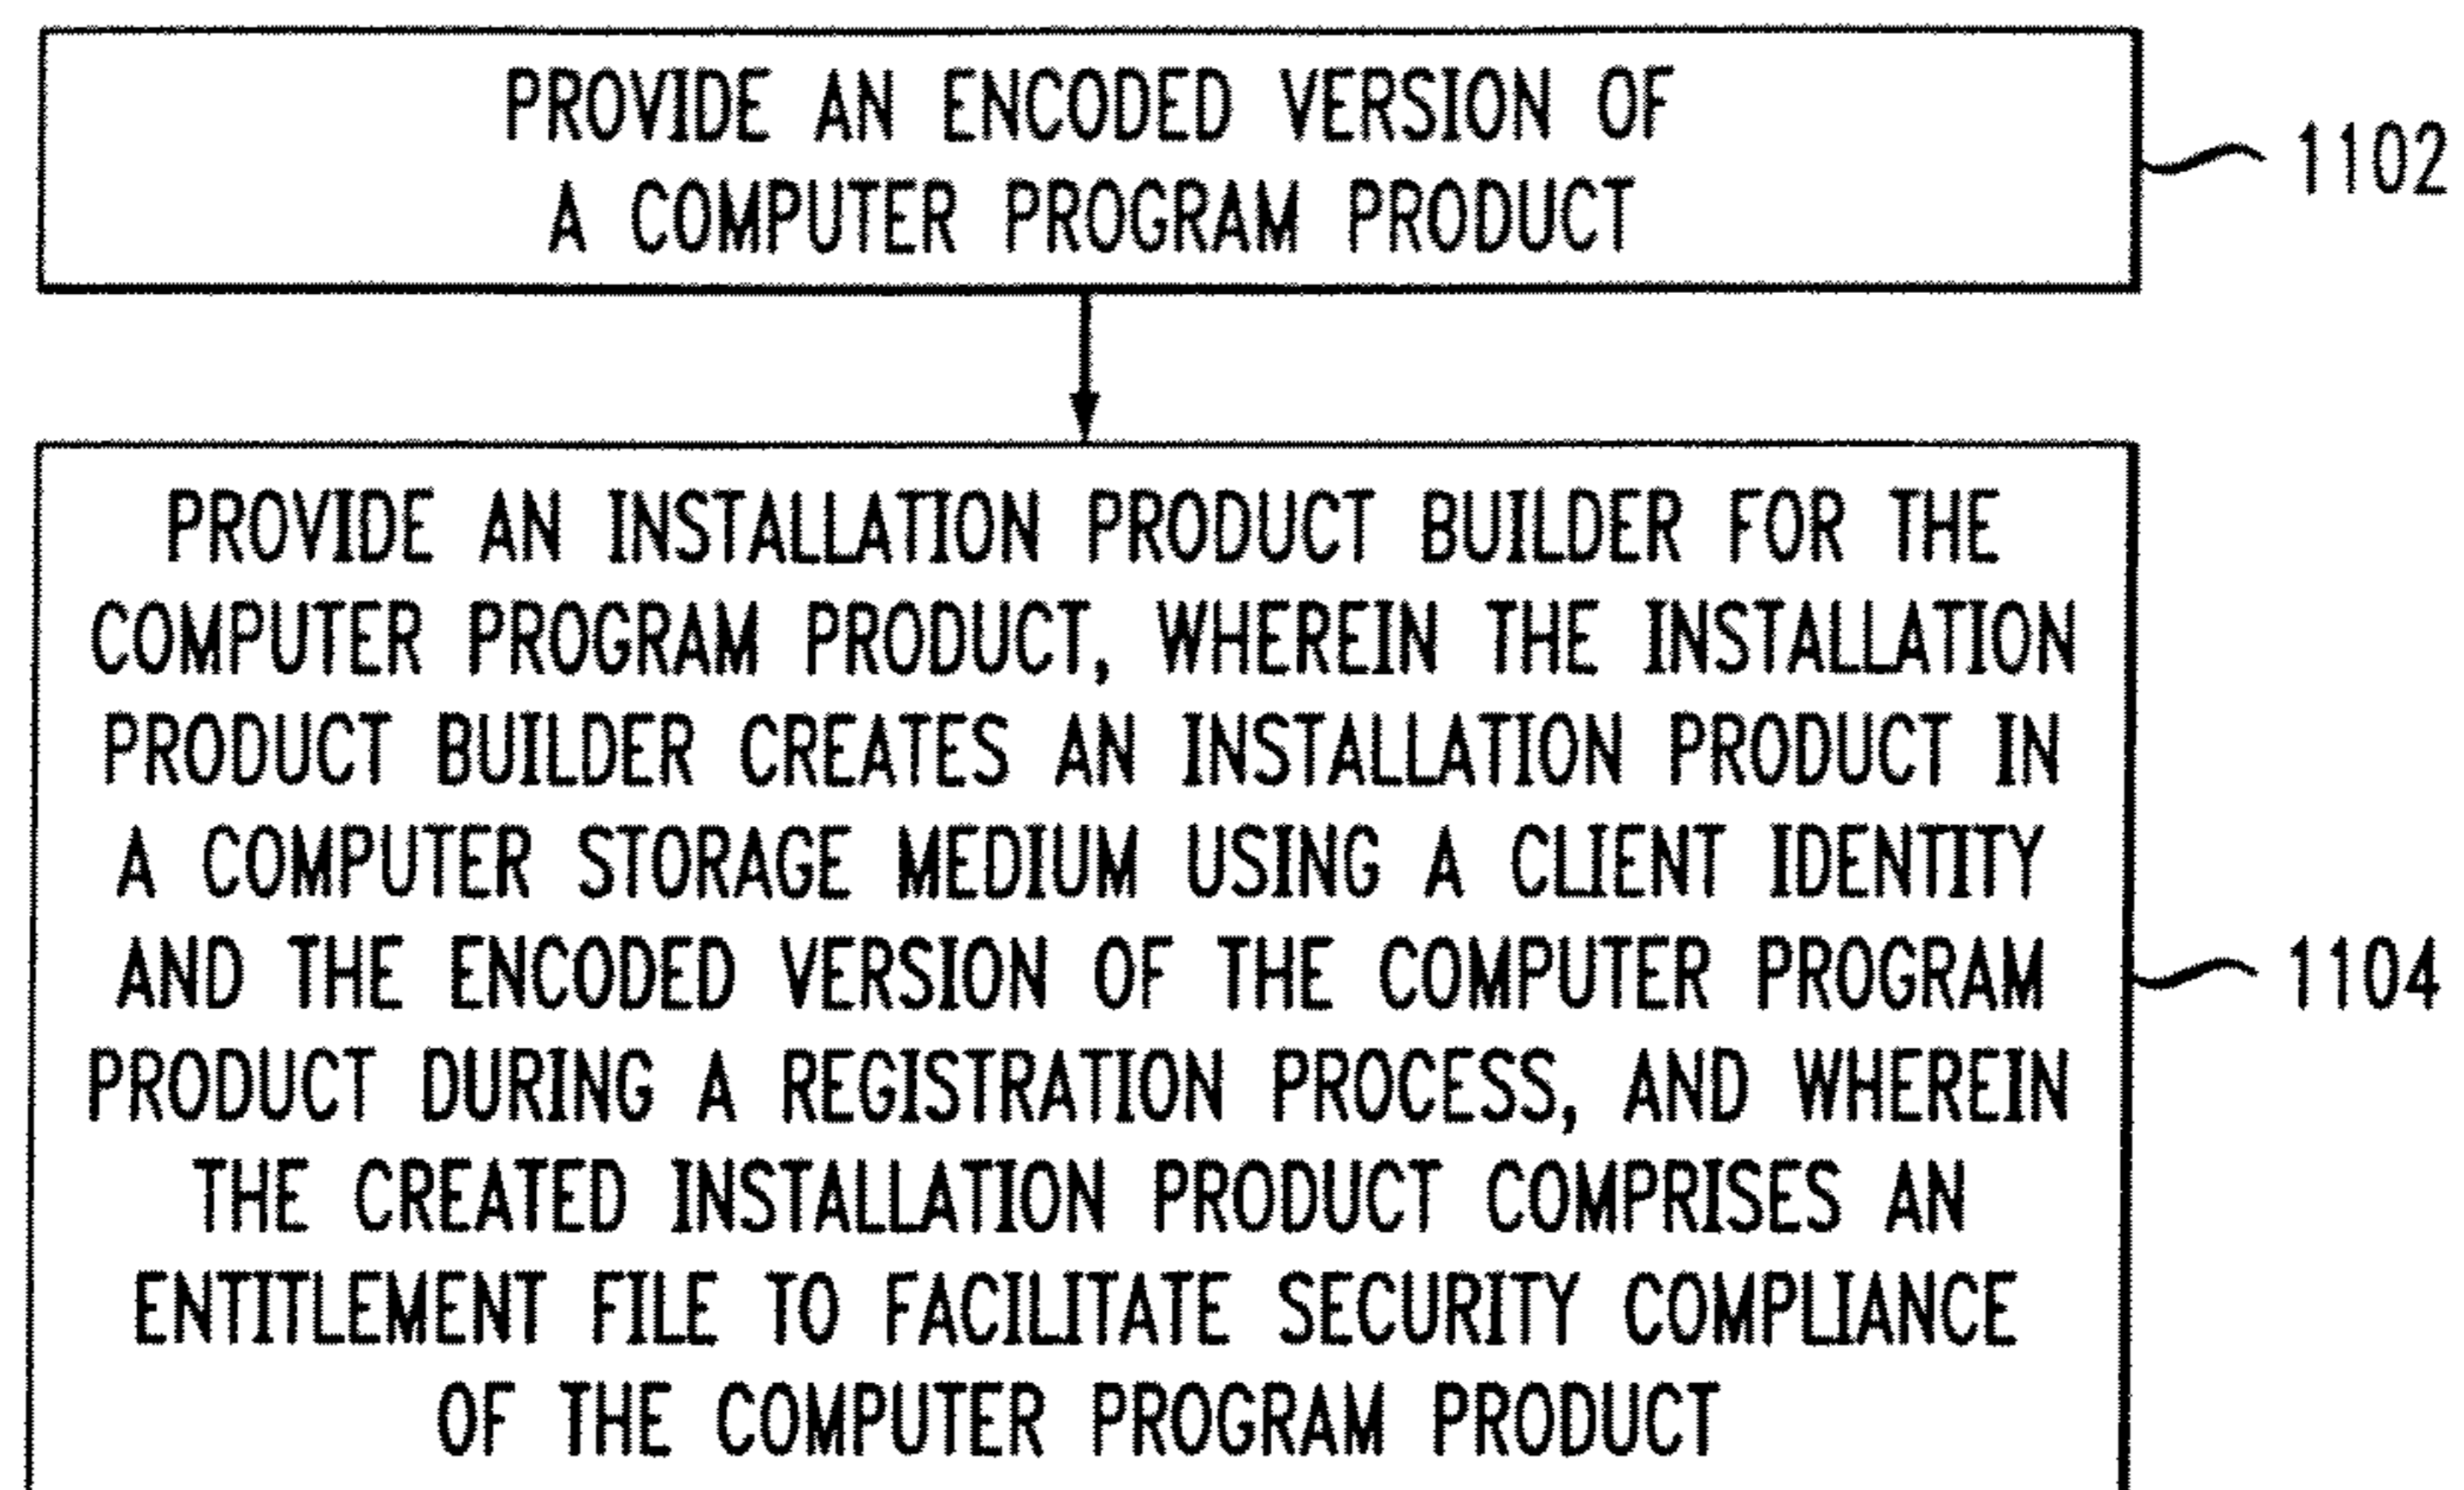 PROVIDE AN ENCODED VERSION OF
A COMPUTER PROGRAM PRODUCT
1102
PROVIDE AN INSTALLATION PRODUCT BUILDER FOR THE
COMPUTER PROGRAM PRODUCT, WHEREIN THE INSTALLATION
PRODUCT BUILDER CREATES AN INSTALLATION PRODUCT IN
A COMPUTER STORAGE MEDIUM USING A CLIENT IDENTITY
AND THE ENCODED VERSION OF THE COMPUTER PROGRAM
PRODUCT DURING A REGISTRATION PROCESS, AND WHEREIN
THE CREATED INSTALLATION PRODUCT COMPRISES AN
ENTITLEMENT FILE TO FACILITATE SECURITY COMPLIANCE
OF THE COMPUTER PROGRAM PRODUCT
1104